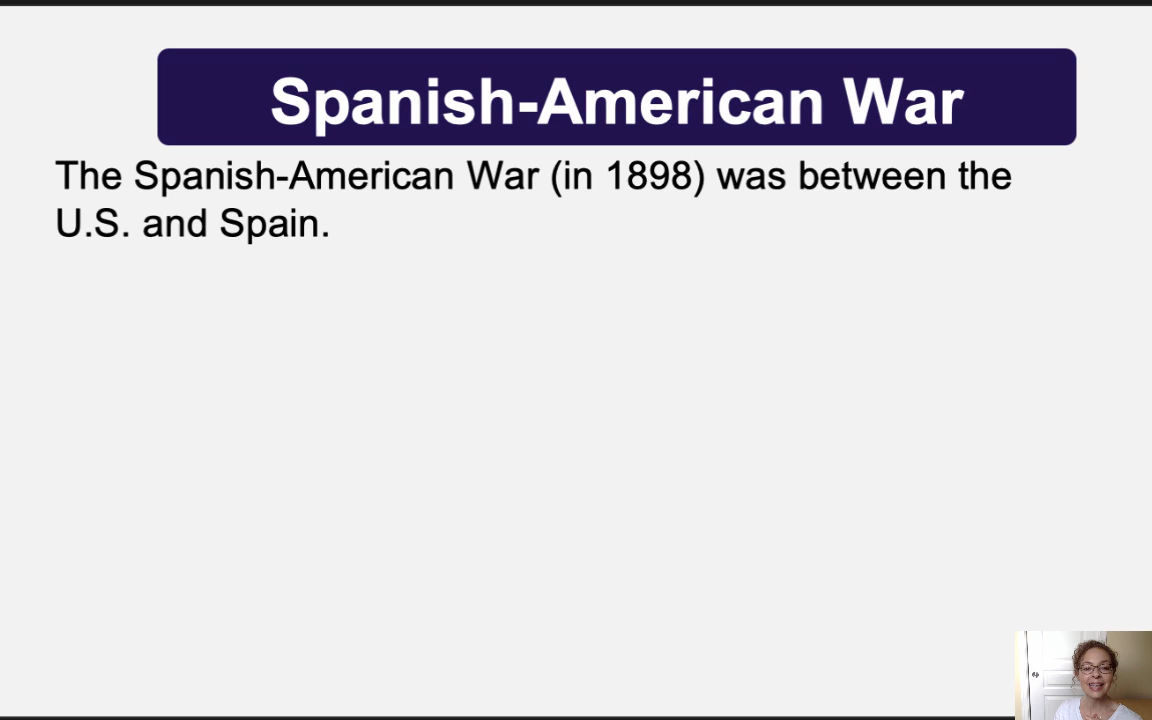 Spanish-American War
The Spanish-American War (in 1898) was between the
U.S. and Spain.